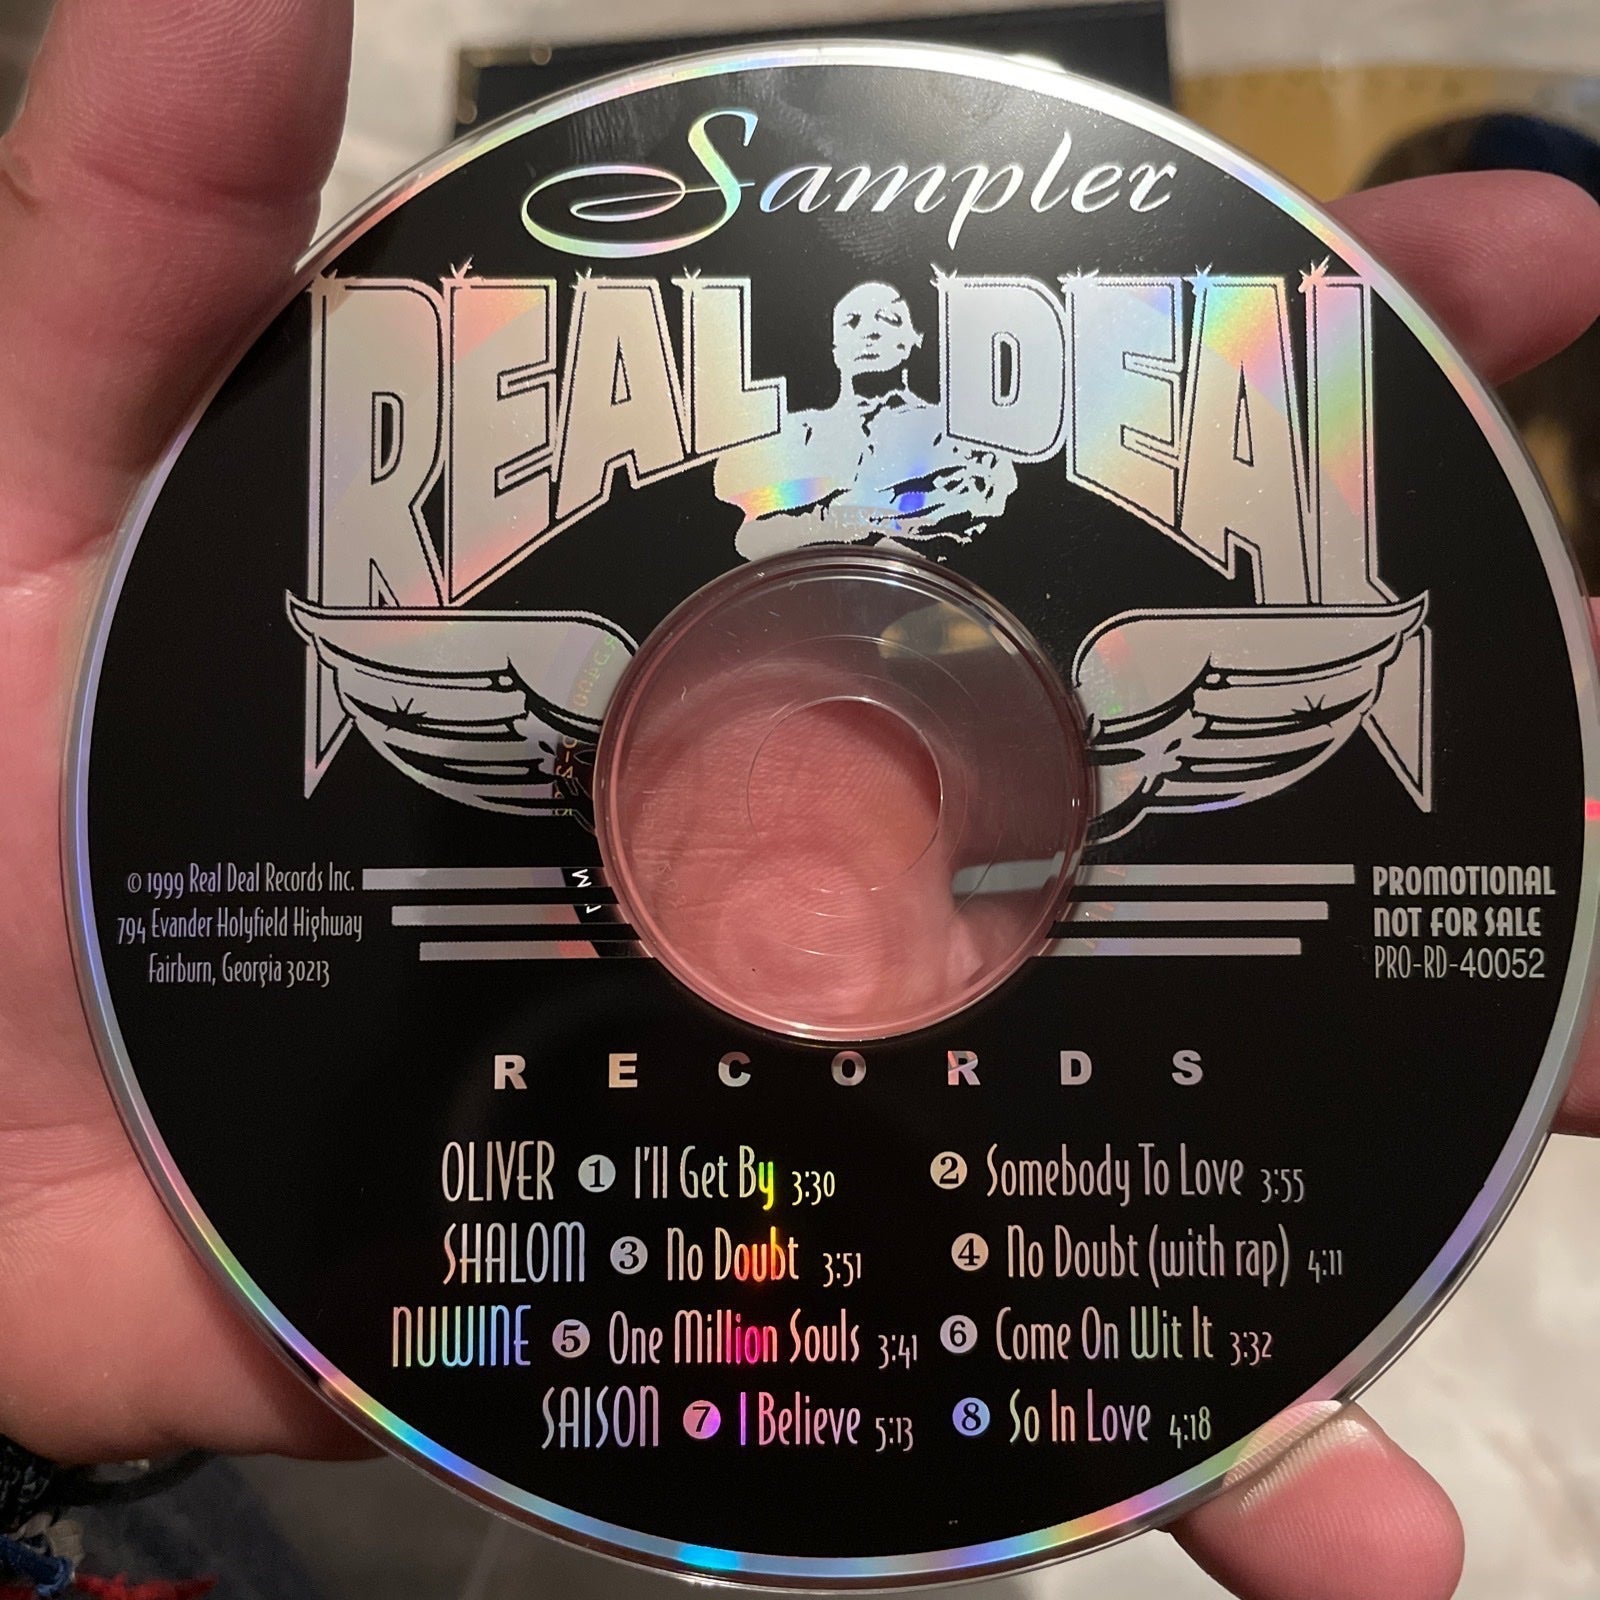 Sampler
REAL DEAL
© 1999 Real Deal Records Inc.
794 Evander Holyfield Highway
Fairburn, Georgia 30213
PROMOTIONAL
NOT FOR SALE
PRO-RD-40052
RECORDS
OLIVER 1 I'll Get By 3:30 2 Somebody To Love 3:55
SHALOM 3 No Doubt 3:51 4 No Doubt (with rap) 4:11
NUWINE 5 One Million Souls 3:41 6 Come On Wit It 3:32
SAISON 7 I Believe 5:13 8 So In Love 4:18